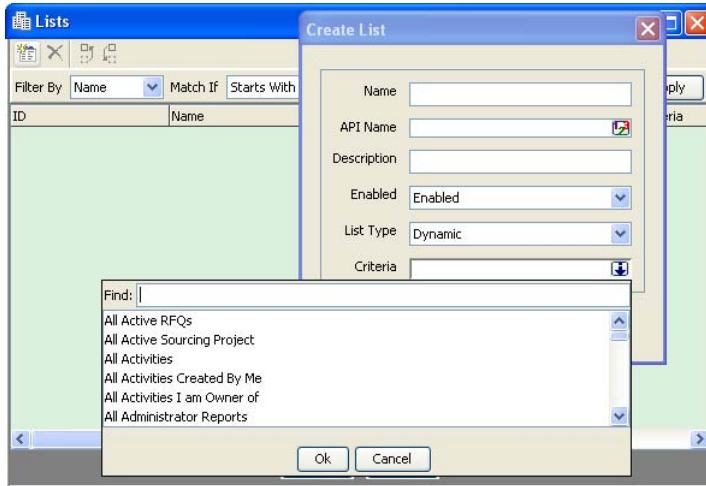 Lists
Create List
Filter By Name Match If Starts With
ID Name
Name
API Name
Description
Enabled Enabled
List Type Dynamic
Criteria
Find:
All Active RFQs
All Active Sourcing Project
All Activities
All Activities Created By Me
All Activities I am Owner of
All Administrator Reports
Ok Cancel